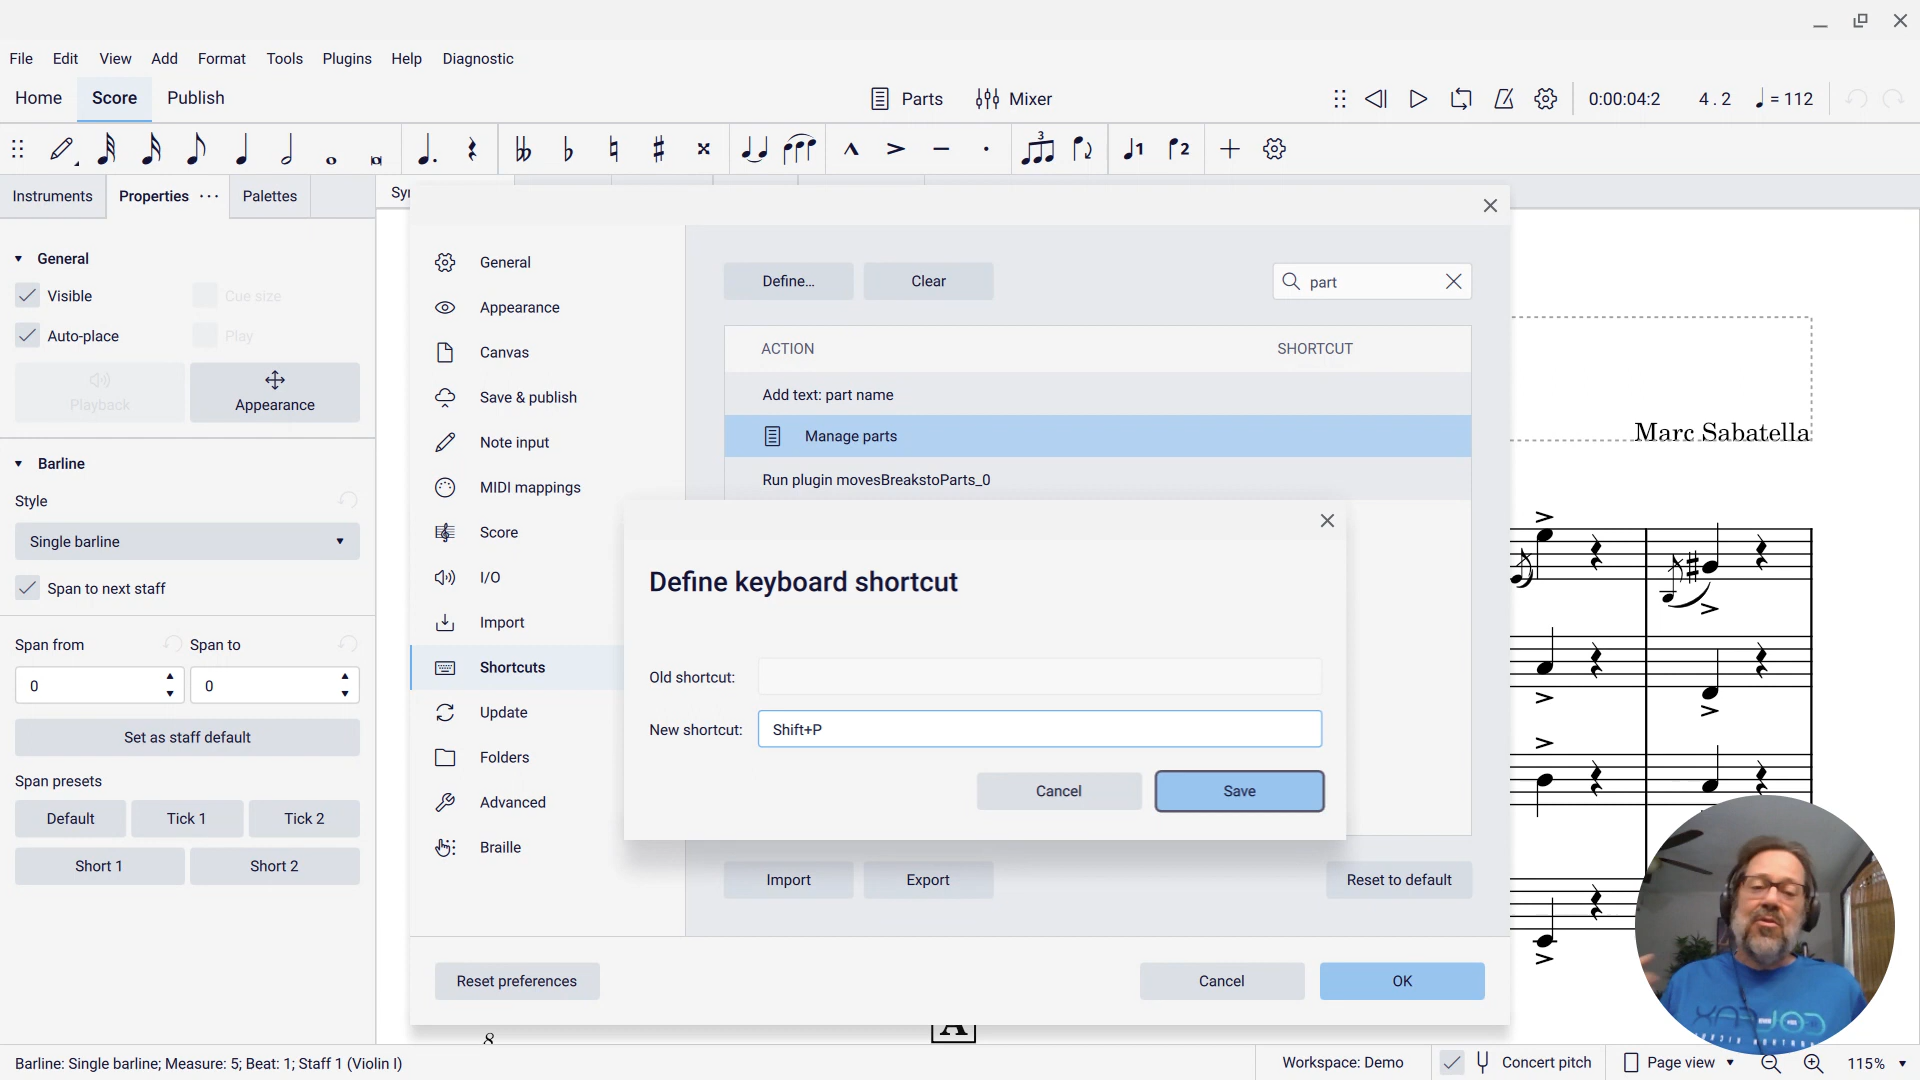 File Edit View Add Format Tools Plugins Help Diagnostic
Home Score Publish Parts Mixer 0:00:04:2 4 . 2 = 112
3 1 2
Instruments Properties ··· Palettes
General
Visible Cue size
Auto-place Play
Playback Appearance
Barline
Style
Single barline
Span to next staff
Span from Span to
0 0
Set as staff default
Span presets
Default Tick 1 Tick 2
Short 1 Short 2
General
Appearance
Canvas
Save & publish
Note input
MIDI mappings
Score
I/O
Import
Shortcuts
Update
Folders
Advanced
Braille
Define... Clear part
ACTION SHORTCUT
Add text: part name
Manage parts
Run plugin movesBreakstoParts_0
Define keyboard shortcut
Old shortcut:
New shortcut: Shift+P
Cancel Save
Import Export Reset to default
Reset preferences Cancel OK
Marc Sabatella
8 A
Barline: Single barline; Measure: 5; Beat: 1; Staff 1 (Violin I) Workspace: Demo Concert pitch Page view 115%